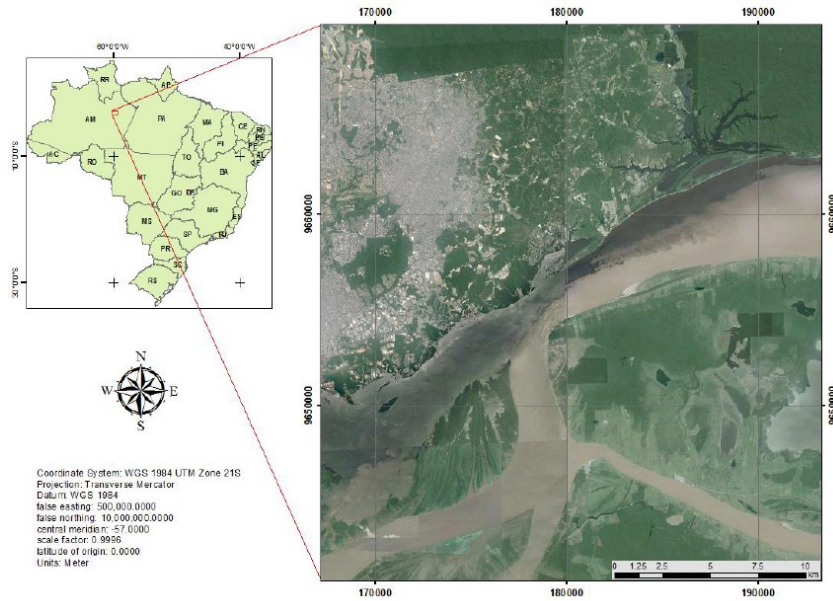 170000 180000 190000
60°0'0"W 40°0'0"W
RR AP
AM PA MA CE RN
PI PE
AC RO TO AL
SE
10°0'0"S
MT BA
GO DF
MG
MS ES
SP RJ
PR
SC
30°0'0"S
RS
9660000 9660000
N
W E
S
9650000 9650000
Coordinate System: WGS 1984 UTM Zone 21S
Projection: Transverse Mercator
Datum: WGS 1984
false easting: 500,000.0000
false northing: 10,000,000.0000
central meridian: -57.0000
scale factor: 0.9996
latitude of origin: 0.0000
Units: Meter
0 1.25 2.5 5 7.5 10
km
170000 180000 190000